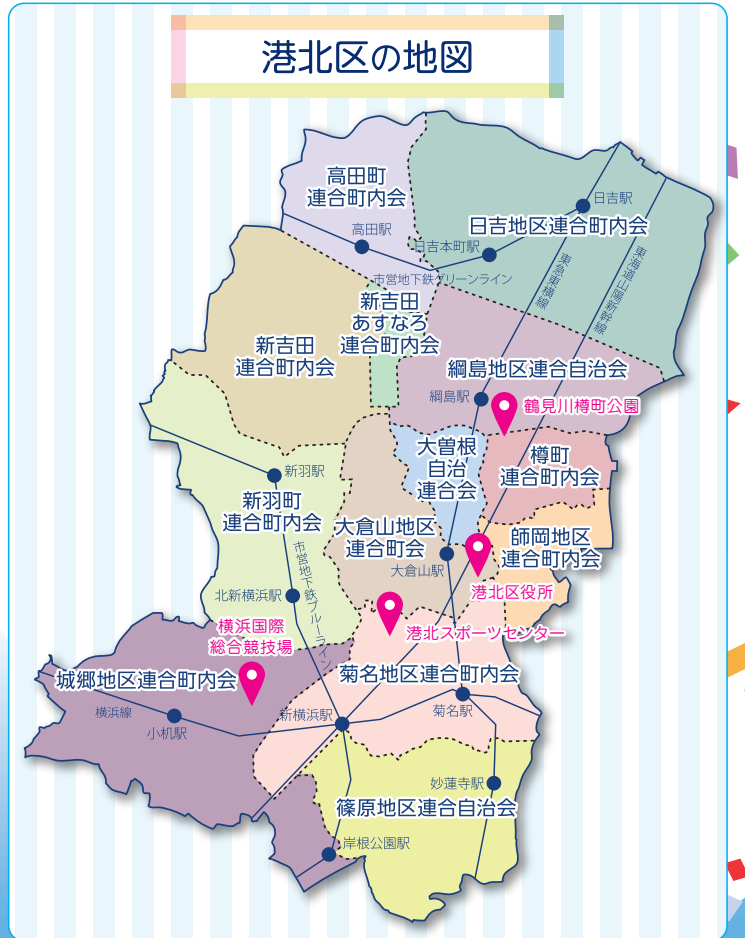 港北区の地図
高田町
連合町内会
日吉駅
日吉地区連合町内会
高田駅
日吉本町駅
東急東横線
東海道山陽新幹線
市営地下鉄グリーンライン
新吉田
あすなろ
連合町内会
新吉田
連合町内会
綱島地区連合自治会
綱島駅
鶴見川樽町公園
大曽根
自治
連合会
樽町
連合町内会
新羽駅
新羽町
連合町内会
大倉山地区
連合町会
師岡地区
連合町内会
市営地下鉄ブルーライン
大倉山駅
港北区役所
北新横浜駅
横浜国際
総合競技場
港北スポーツセンター
城郷地区連合町内会
菊名地区連合町内会
横浜線
小机駅
新横浜駅
菊名駅
妙蓮寺駅
篠原地区連合自治会
岸根公園駅